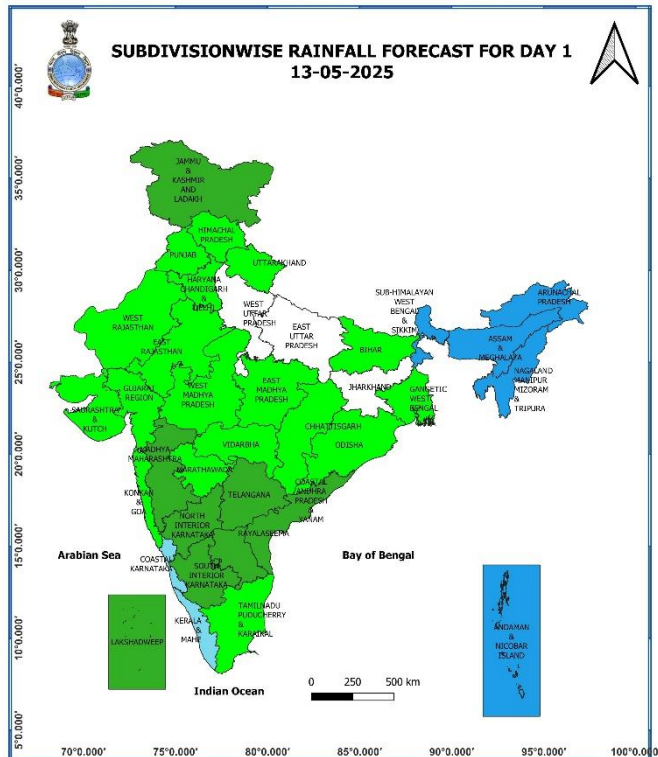 SUBDIVISIONWISE RAINFALL FORECAST FOR DAY 1
13-05-2025
40°0.000'
35°0.000'
30°0.000'
25°0.000'
20°0.000'
15°0.000'
10°0.000'
5°0.000'
JAMMU
&
KASHMIR
AND
LADAKH
HIMACHAL
PRADESH
PUNJAB
UTTARAKHAND
HARYANA
CHANDIGARH
&
DELHI
WEST
UTTAR
PRADESH
EAST
UTTAR
PRADESH
SUB-HIMALAYAN
WEST
BENGAL
&
SIKKIM
ARUNACHAL
PRADESH
ASSAM
&
MEGHALAYA
NAGALAND
MANIPUR
MIZORAM
&
TRIPURA
WEST
RAJASTHAN
EAST
RAJASTHAN
BIHAR
JHARKHAND
GANGETIC
WEST
BENGAL
GUJARAT
REGION
SAURASHTRA
&
KUTCH
WEST
MADHYA
PRADESH
EAST
MADHYA
PRADESH
CHHATTISGARH
ODISHA
VIDARBHA
MADHYA
MAHARASHTRA
MARATHAWADA
KONKAN
&
GOA
TELANGANA
COASTAL
ANDHRA
PRADESH
&
YANAM
NORTH
INTERIOR
KARNATAKA
RAYALASEEMA
COASTAL
KARNATAKA
SOUTH
INTERIOR
KARNATAKA
KERALA
&
MAHE
TAMILNADU
PUDUCHERRY
&
KARAIKAL
LAKSHADWEEP
ANDAMAN
&
NICOBAR
ISLAND
Arabian Sea
Bay of Bengal
Indian Ocean
0 250 500 km
70°0.000' 75°0.000' 80°0.000' 85°0.000' 90°0.000' 95°0.000' 100°0.000'